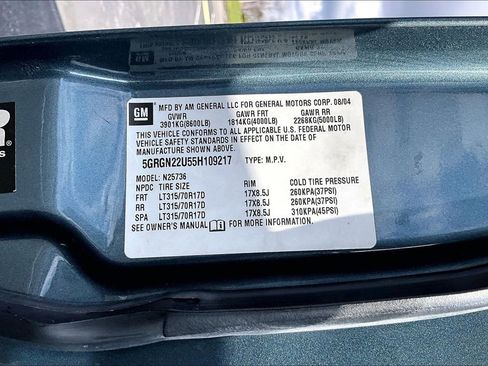 GM
MFD BY AM GENERAL LLC FOR GENERAL MOTORS CORP. 08/04
GVWR GAWR FRT GAWR RR
3901KG(8600LB) 1814KG(4000LB) 2268KG(5000LB)
THIS VEHICLE CONFORMS TO ALL APPLICABLE U.S. FEDERAL MOTOR
VEHICLE SAFETY STANDARDS IN EFFECT ON THE DATE OF
MANUFACTURE SHOWN ABOVE.
5GRGN22U55H109217 TYPE: M.P.V.
MODEL: N25736
NPDC TIRE SIZE RIM COLD TIRE PRESSURE
FRT LT315/70R17D 17X8.5J 260KPA(37PSI)
RR LT315/70R17D 17X8.5J 260KPA(37PSI)
SPA LT315/70R17D 17X8.5J 310KPA(45PSI)
SEE OWNER'S MANUAL FOR MORE INFORMATION.